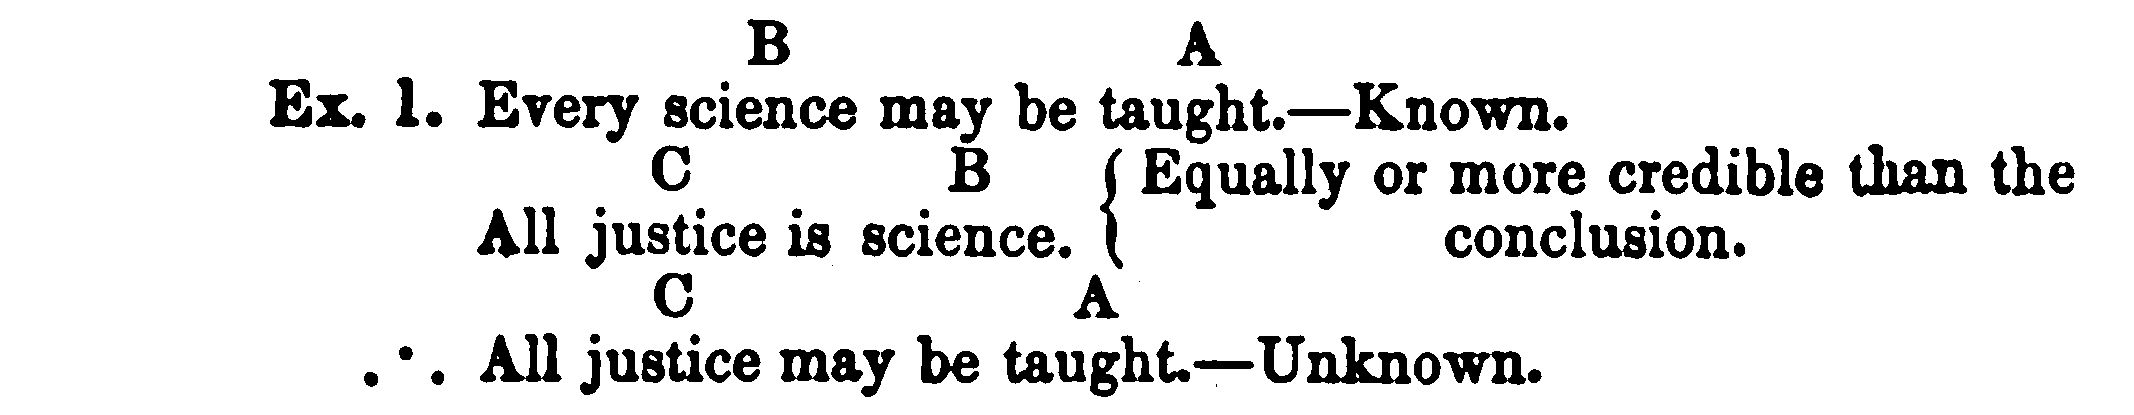 B A
Ex. 1. Every science may be taught.—Known.
C B { Equally or more credible than the
All justice is science. conclusion.
C A
∴ All justice may be taught.—Unknown.